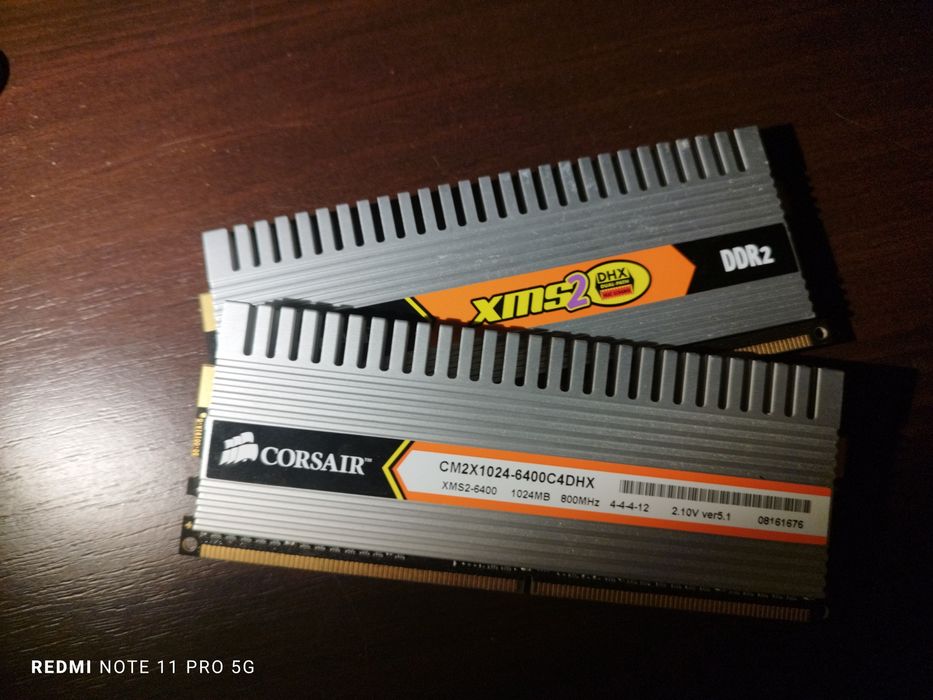 DDR2
xms2 DHX
DUAL-PATH
CORSAIR™
CM2X1024-6400C4DHX
XMS2-6400 1024MB 800MHz 4-4-4-12 2.10V ver5.1 08161676
REDMI NOTE 11 PRO 5G